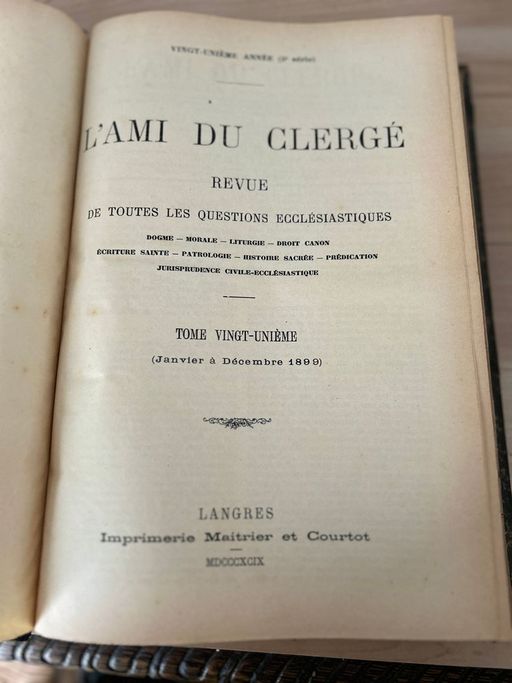 VINGT-UNIÈME ANNÉE (3e série)
L'AMI DU CLERGÉ
REVUE
DE TOUTES LES QUESTIONS ECCLÉSIASTIQUES
DOGME — MORALE — LITURGIE — DROIT CANON
ÉCRITURE SAINTE — PATROLOGIE — HISTOIRE SACRÉE — PRÉDICATION
JURISPRUDENCE CIVILE-ECCLÉSIASTIQUE
TOME VINGT-UNIÈME
(Janvier à Décembre 1899)
LANGRES
Imprimerie Maitrier et Courtot
MDCCCXCIX